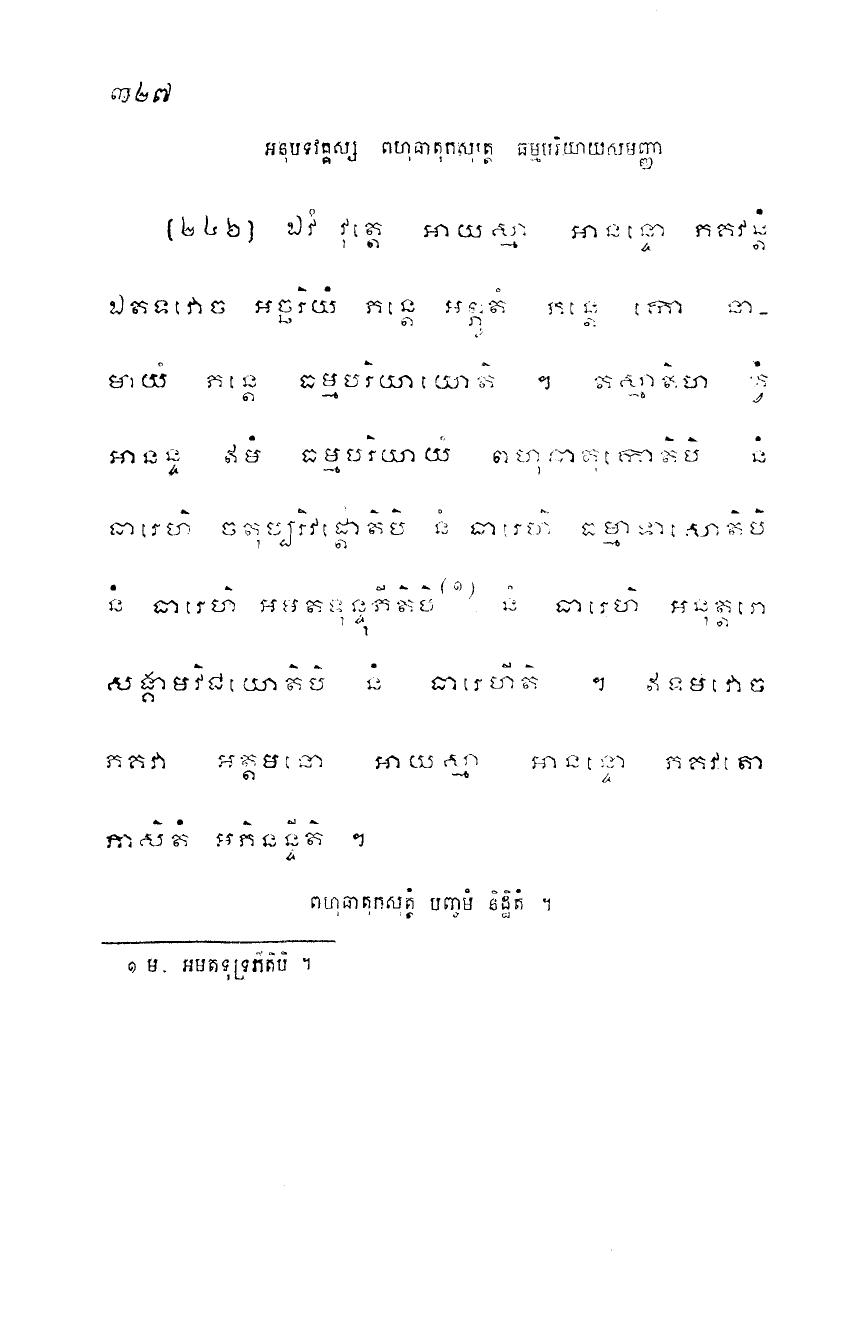 ៣២៧
អនុបទវគ្គស្ស ពហុធាតុកសុត្តេ ធម្មបរិយាយសមញ្ញា
[២៤៦] ឯវំ វុត្តេ អាយស្មា អានន្ទោ ភគវន្តំ
ឯតទវោច អច្ឆរិយំ ភន្តេ អព្ភូតំ ភន្តេ កោ នា-
មាយំ ភន្តេ ធម្មបរិយាយោតិ ។ តស្មាតិហ ត្វំ
អានន្ទ ឥមំ ធម្មបរិយាយំ ពហុធាតុកោតិបិ នំ
ធារេហិ ចតុប្បរិវដ្តោតិបិ នំ ធារេហិ ធម្មាទាសោតិបិ
នំ ធារេហិ អមតទុន្ទុភីតិបិ(១) នំ ធារេហិ អនុត្តរោ
សង្គាមវិជយោតិបិ នំ ធារេហីតិ ។ ឥទមវោច
ភគវា អត្តមនោ អាយស្មា អានន្ទោ ភគវតោ
ភាសិតំ អភិនន្ទីតិ ។
ពហុធាតុកសុត្តំ បញ្ចមំ និដ្ឋិតំ ។
១ ម. អមតទុទ្រភីតិបិ ។